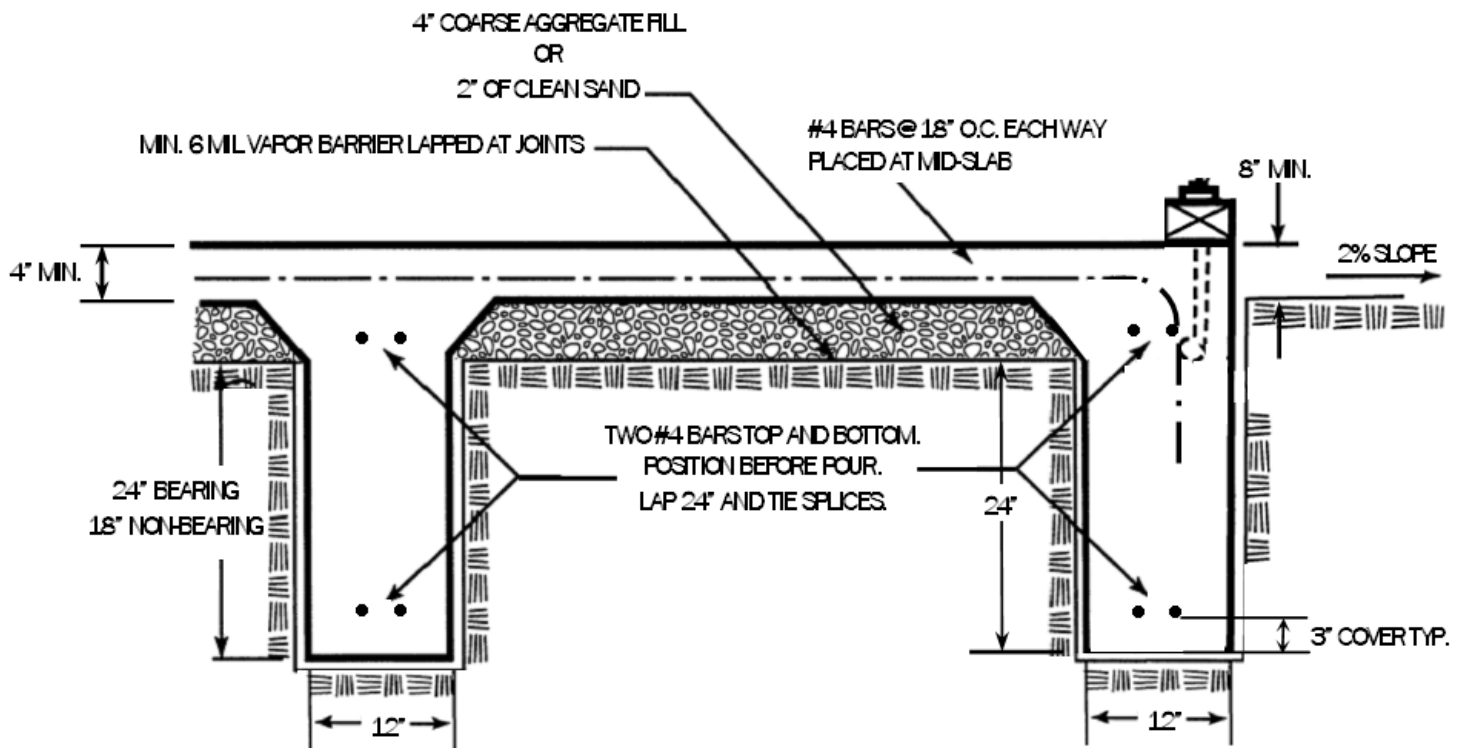 4" COARSE AGGREGATE FILL
OR
2" OF CLEAN SAND
MIN. 6 MIL VAPOR BARRIER LAPPED AT JOINTS
#4 BARS @ 18" O.C. EACH WAY
PLACED AT MID-SLAB
8" MIN.
4" MIN.
2% SLOPE
TWO #4 BARS TOP AND BOTTOM.
POSITION BEFORE POUR.
LAP 24" AND TIE SPLICES.
24" BEARING
18" NON-BEARING
24"
3" COVER TYP.
12"
12"